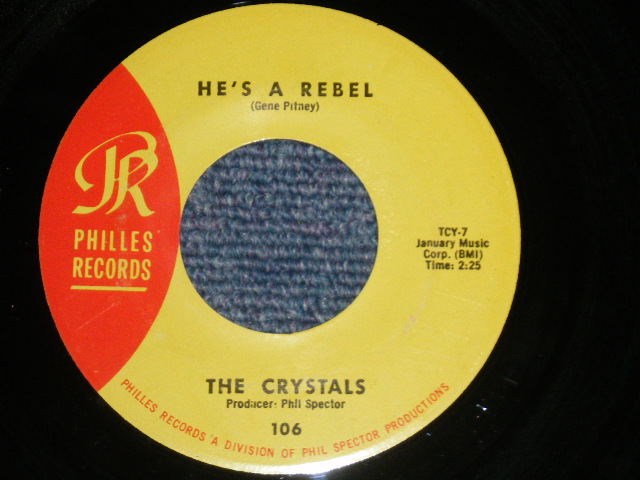 HE'S A REBEL
(Gene Pitney)
PR
PHILLES
RECORDS
TCY-7
January Music
Corp. (BMI)
Time: 2:25
THE CRYSTALS
Producer: Phil Spector
106
PHILLES RECORDS A DIVISION OF PHIL SPECTOR PRODUCTIONS